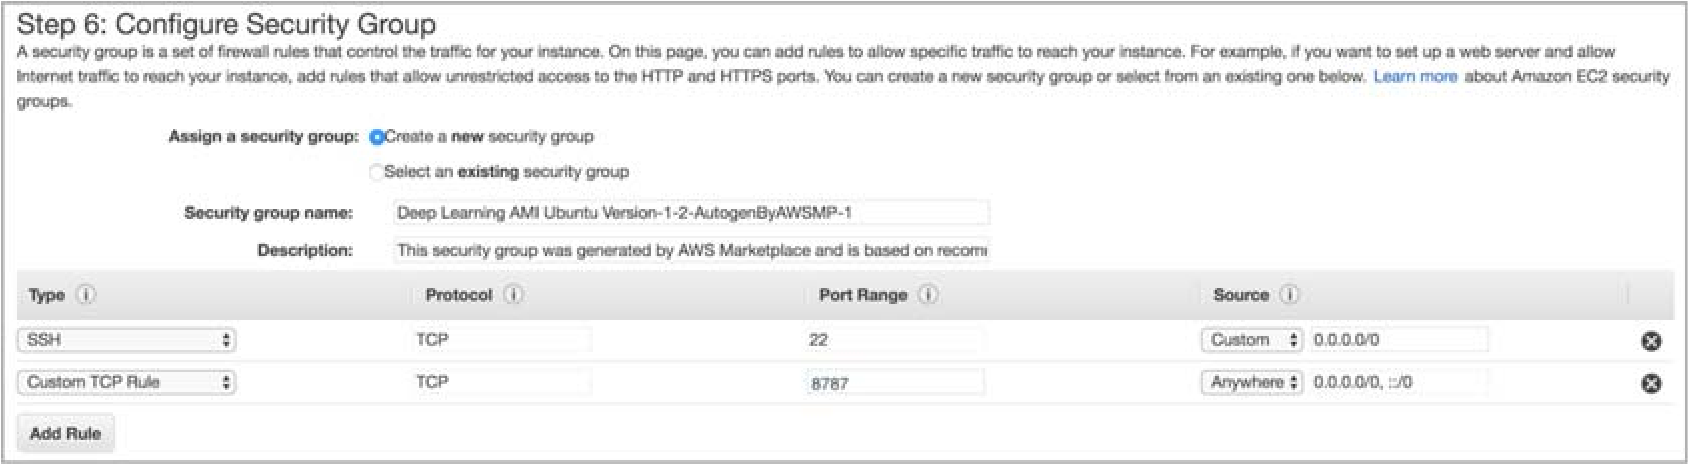 Step 6: Configure Security Group
A security group is a set of firewall rules that control the traffic for your instance. On this page, you can add rules to allow specific traffic to reach your instance. For example, if you want to set up a web server and allow
Internet traffic to reach your instance, add rules that allow unrestricted access to the HTTP and HTTPS ports. You can create a new security group or select from an existing one below. Learn more about Amazon EC2 security
groups.
Assign a security group: Create a new security group
Select an existing security group
Security group name: Deep Learning AMI Ubuntu Version-1-2-AutogenByAWSMP-1
Description: This security group was generated by AWS Marketplace and is based on recom
Type i Protocol i Port Range i Source i
SSH TCP 22 Custom 0.0.0.0/0
Custom TCP Rule TCP 8787 Anywhere 0.0.0.0/0, ::/0
Add Rule